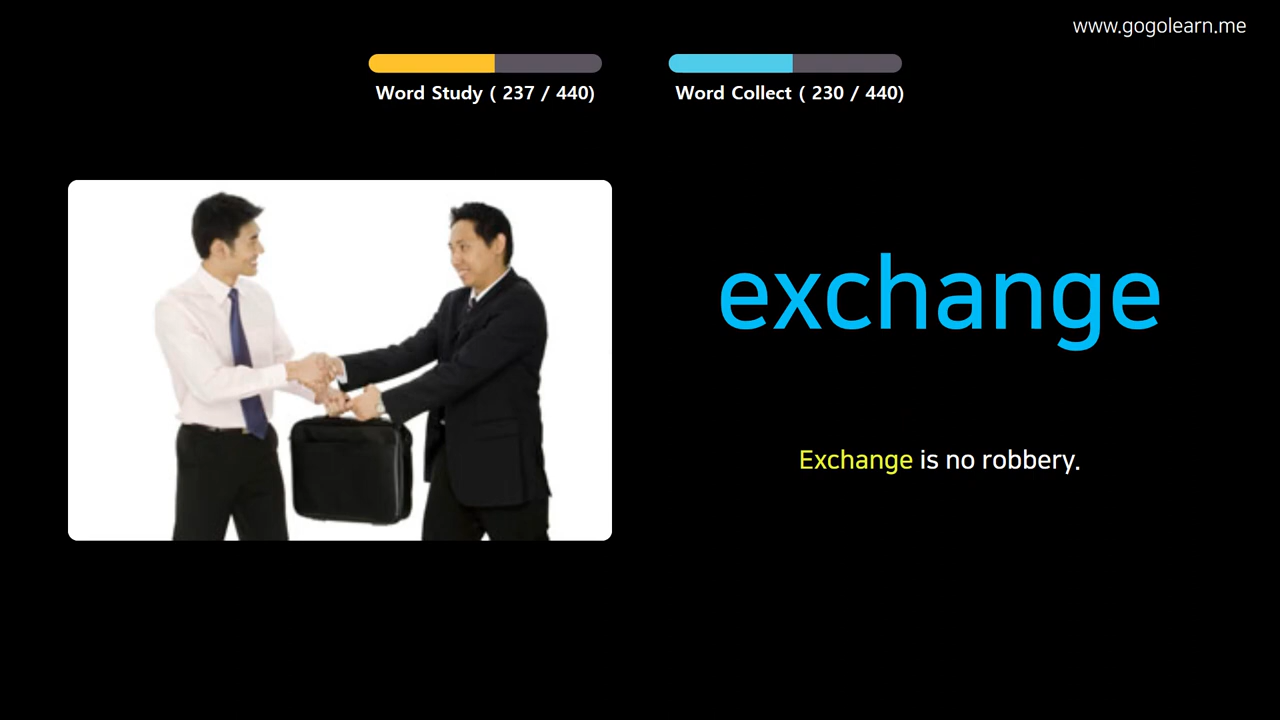 www.gogolearn.me
Word Study ( 237 / 440)
Word Collect ( 230 / 440)
exchange
Exchange is no robbery.